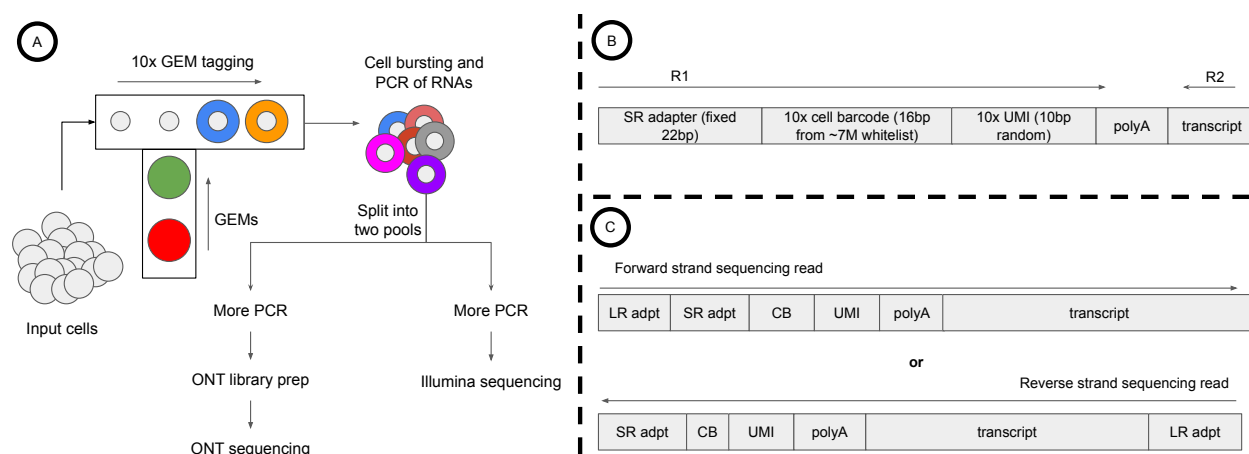 A
10x GEM tagging
Cell bursting and
PCR of RNAs
GEMs
Input cells
Split into
two pools
More PCR
More PCR
ONT library prep
Illumina sequencing
ONT sequencing
B
R1
R2
SR adapter (fixed
22bp)
10x cell barcode (16bp
from ~7M whitelist)
10x UMI (10bp
random)
polyA
transcript
C
Forward strand sequencing read
LR adpt
SR adpt
CB
UMI
polyA
transcript
or
Reverse strand sequencing read
SR adpt
CB
UMI
polyA
transcript
LR adpt